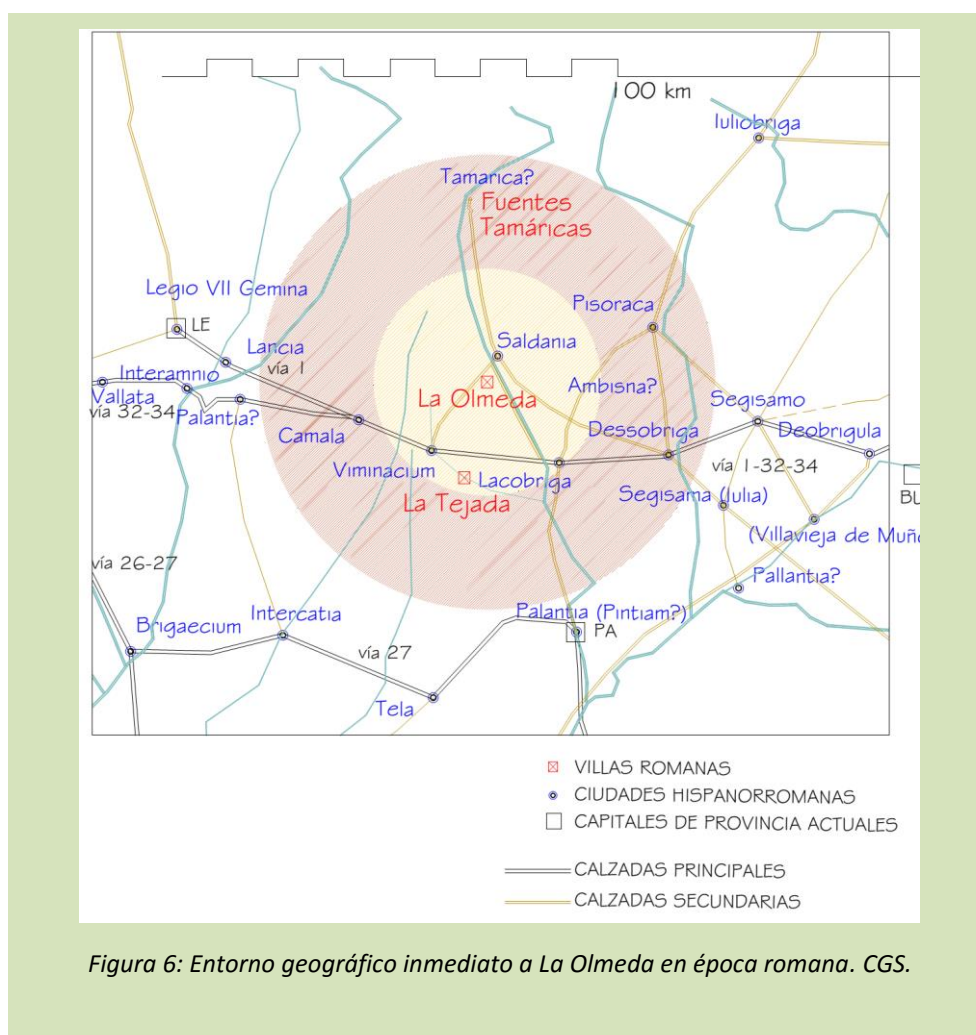 100 km
Iuliobriga
Tamarica?
Fuentes
Tamáricas
Legio VII Gemina
Pisoraca
LE
Lancia
Saldania
vía 1
Interamnio
Vallata
La Olmeda
Ambisna?
Segisamo
vía 32-34
Palantia?
Camala
Dessobriga
Deobrigula
Viminacium
Lacobriga
vía 1-32-34
La Tejada
Segisama (Iulia)
BU
(Villavieja de Muño
vía 26-27
Pallantia?
Brigaecium
Intercatia
Palantia (Pintiam?)
PA
vía 27
Tela
VILLAS ROMANAS
CIUDADES HISPANORROMANAS
CAPITALES DE PROVINCIA ACTUALES
CALZADAS PRINCIPALES
CALZADAS SECUNDARIAS
Figura 6: Entorno geográfico inmediato a La Olmeda en época romana. CGS.